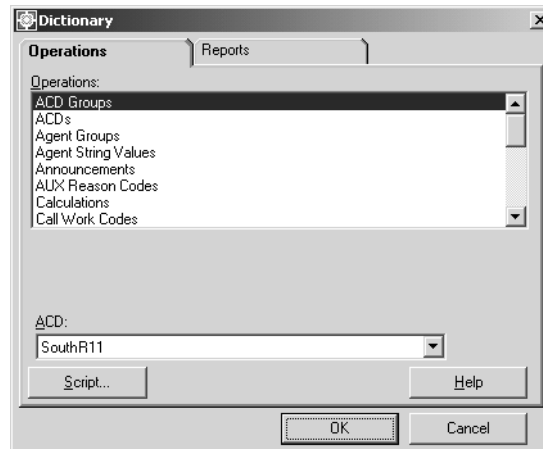 Dictionary
Operations
Reports
Operations:
ACD Groups
ACDs
Agent Groups
Agent String Values
Announcements
AUX Reason Codes
Calculations
Call Work Codes
ACD:
SouthR11
Script...
Help
OK
Cancel